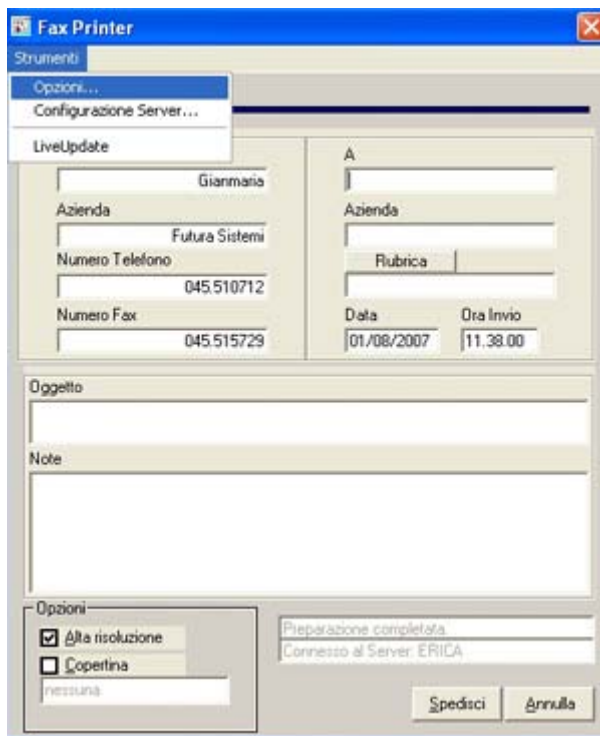 Fax Printer
Strumenti
Opzioni...
Configurazione Server...
LiveUpdate
Gianmaria
Azienda
Futura Sistemi
Numero Telefono
045.510712
Numero Fax
045.515729
A
Azienda
Rubrica
Data Ora Invio
01/08/2007 11.38.00
Oggetto
Note
Opzioni
Alta risoluzione
Copertina
nessuna
Preparazione completata.
Connesso al Server: ERICA
Spedisci Annulla